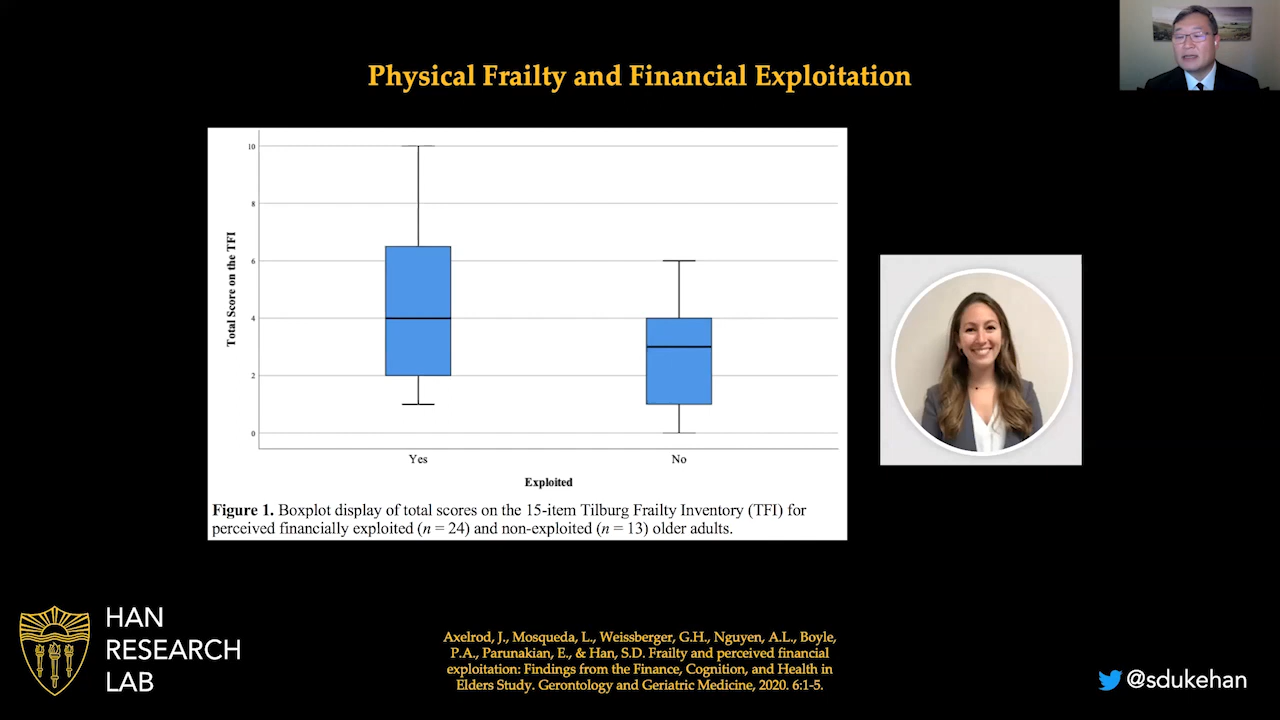 Physical Frailty and Financial Exploitation
10
8
6
4
2
0
Total Score on the TFI
Yes
No
Exploited
Figure 1. Boxplot display of total scores on the 15-item Tilburg Frailty Inventory (TFI) for
perceived financially exploited (n = 24) and non-exploited (n = 13) older adults.
HAN
RESEARCH
LAB
Axelrod, J., Mosqueda, L., Weissberger, G.H., Nguyen, A.L., Boyle,
P.A., Parunakian, E., & Han, S.D. Frailty and perceived financial
exploitation: Findings from the Finance, Cognition, and Health in
Elders Study. Gerontology and Geriatric Medicine, 2020. 6:1-5.
@sdukehan